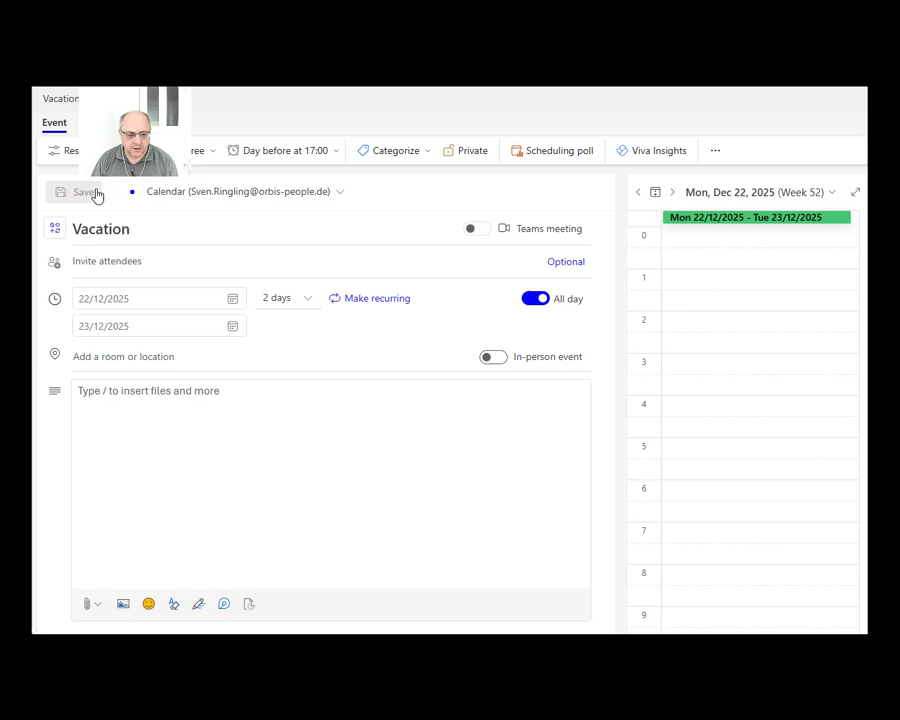 Vacation
Event
Res
ree
Day before at 17:00
Categorize
Private
Scheduling poll
Viva Insights
Save
Calendar (Sven.Ringling@orbis-people.de)
Mon, Dec 22, 2025 (Week 52)
Mon 22/12/2025 - Tue 23/12/2025
Vacation
Teams meeting
Invite attendees
Optional
22/12/2025
2 days
Make recurring
All day
23/12/2025
Add a room or location
In-person event
Type / to insert files and more
0
1
2
3
4
5
6
7
8
9